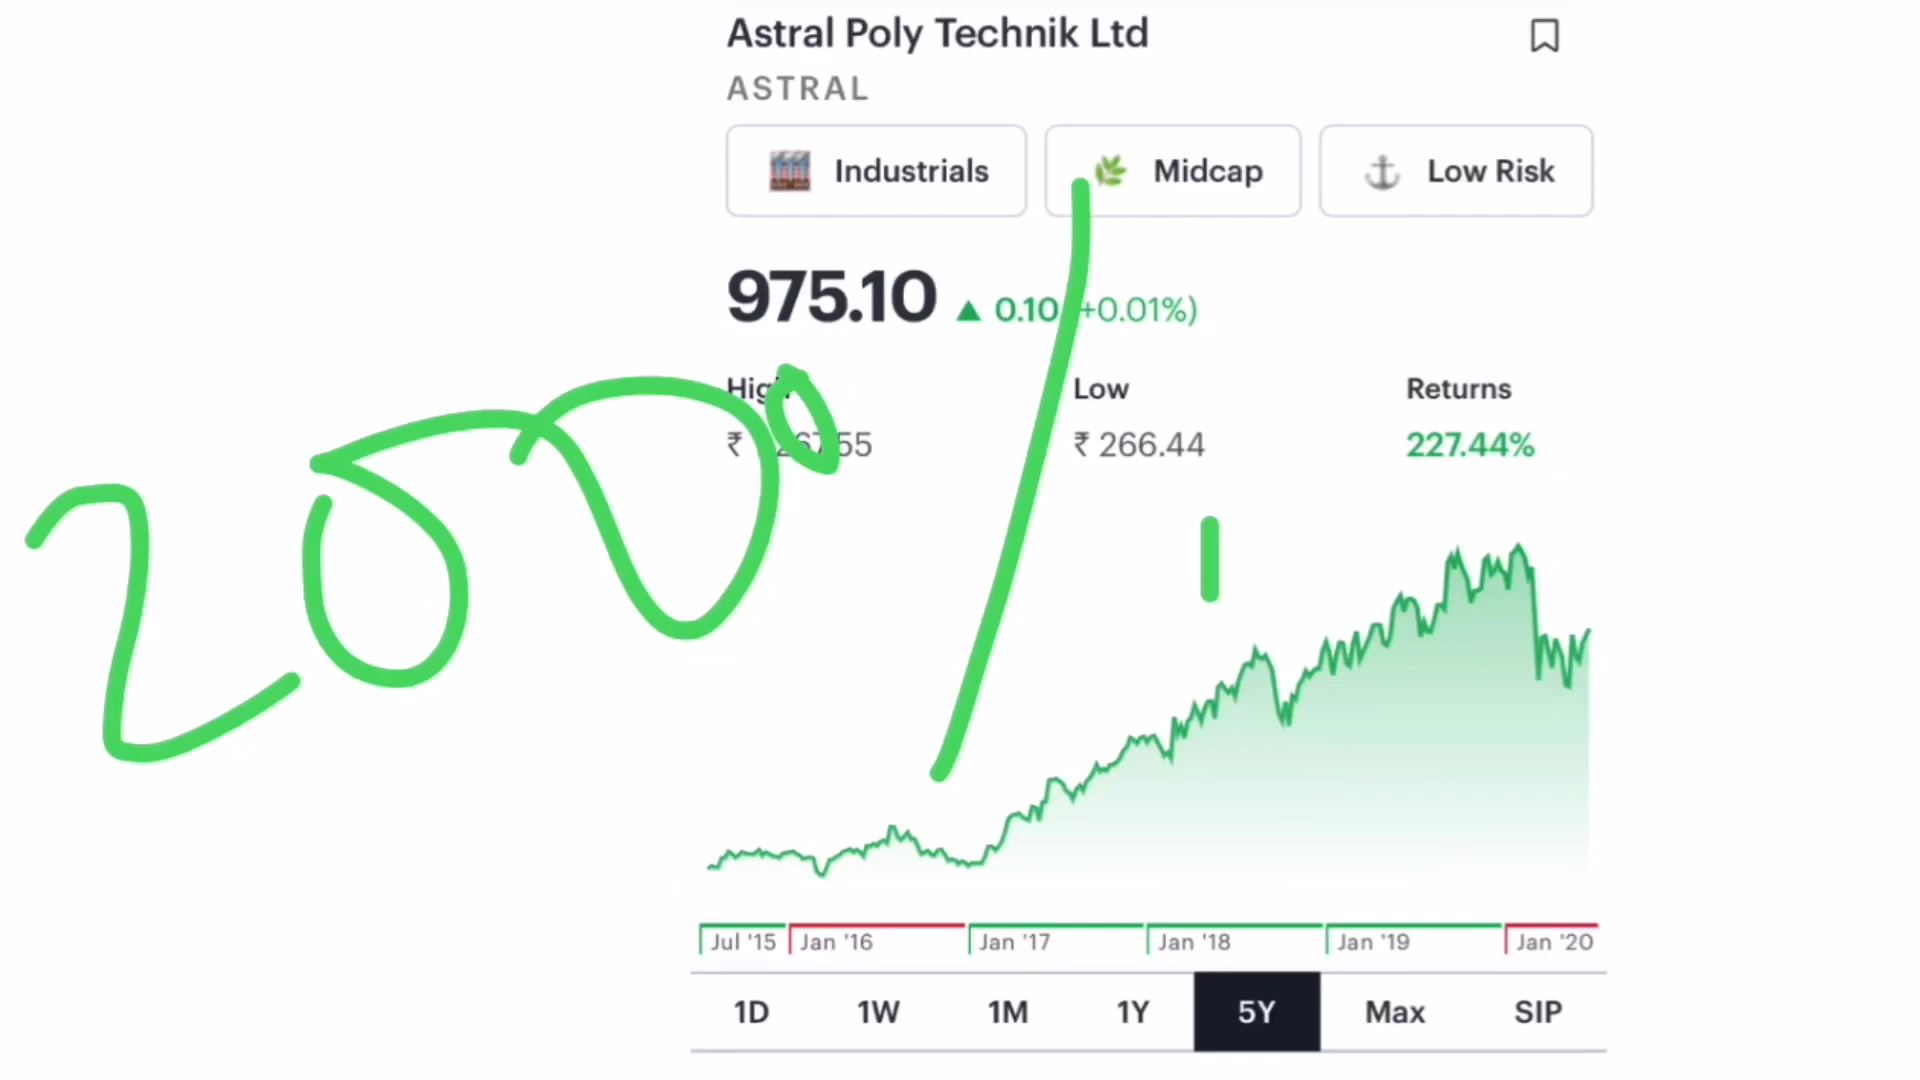 Astral Poly Technik Ltd
ASTRAL
Industrials Midcap Low Risk
975.10 ▲ 0.10 (+0.01%)
High Low Returns
₹ ₹ 266.44 227.44%
200%
Jul '15 Jan '16 Jan '17 Jan '18 Jan '19 Jan '20
1D 1W 1M 1Y 5Y Max SIP